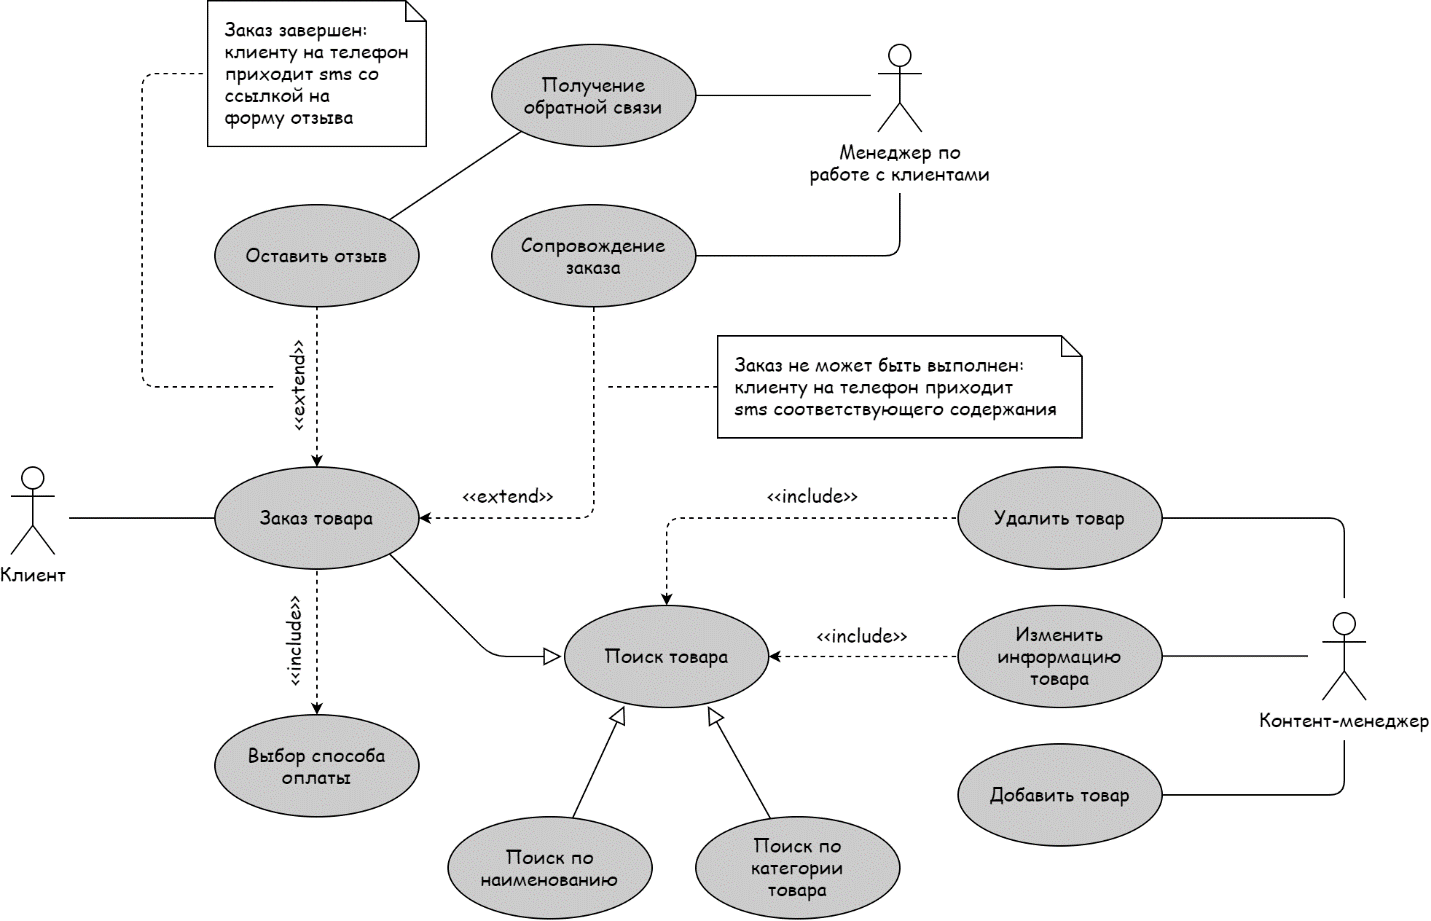 Заказ завершен:
клиенту на телефон
приходит sms со
ссылкой на
форму отзыва
Получение
обратной связи
Менеджер по
работе с клиентами
Оставить отзыв
Сопровождение
заказа
<<extend>>
Заказ не может быть выполнен:
клиенту на телефон приходит
sms соответствующего содержания
Клиент
Заказ товара
<<extend>>
<<include>>
Удалить товар
<<include>>
Поиск товара
<<include>>
Изменить
информацию
товара
Контент-менеджер
Выбор способа
оплаты
Добавить товар
Поиск по
наименованию
Поиск по
категории
товара